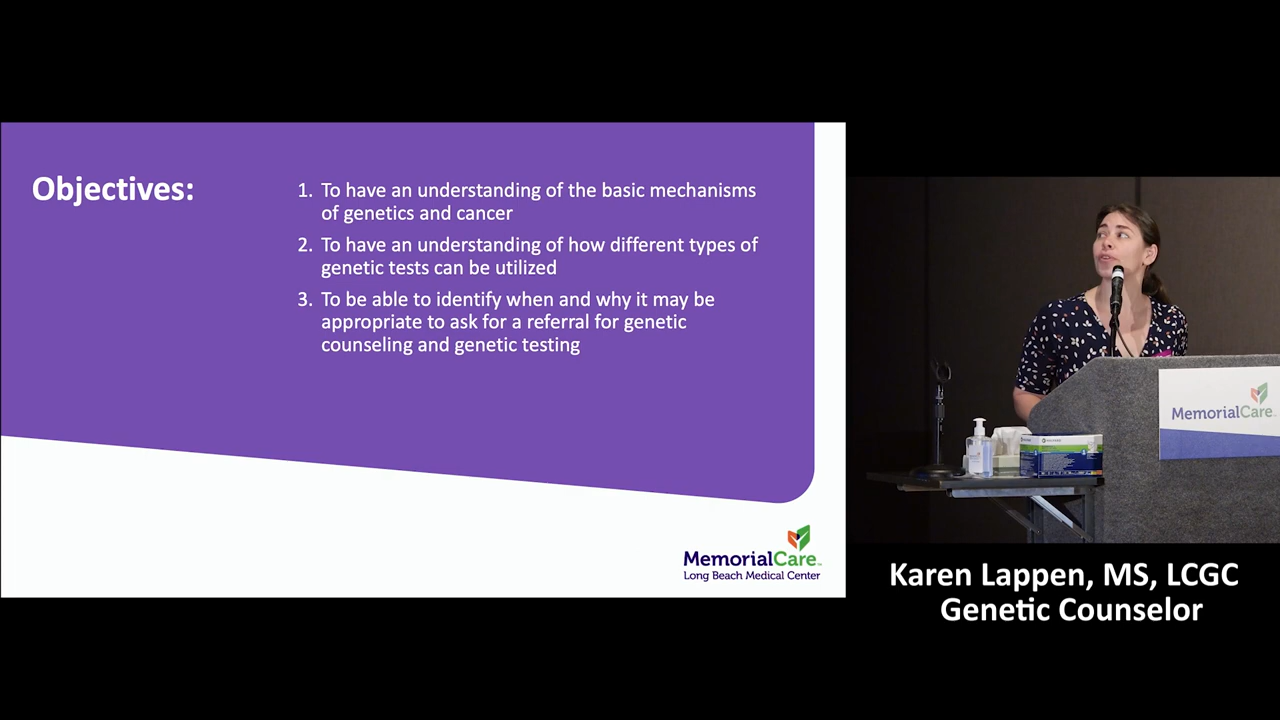 Objectives:
1. To have an understanding of the basic mechanisms
of genetics and cancer
2. To have an understanding of how different types of
genetic tests can be utilized
3. To be able to identify when and why it may be
appropriate to ask for a referral for genetic
counseling and genetic testing
MemorialCare
Long Beach Medical Center
MemorialCare
Karen Lappen, MS, LCGC
Genetic Counselor